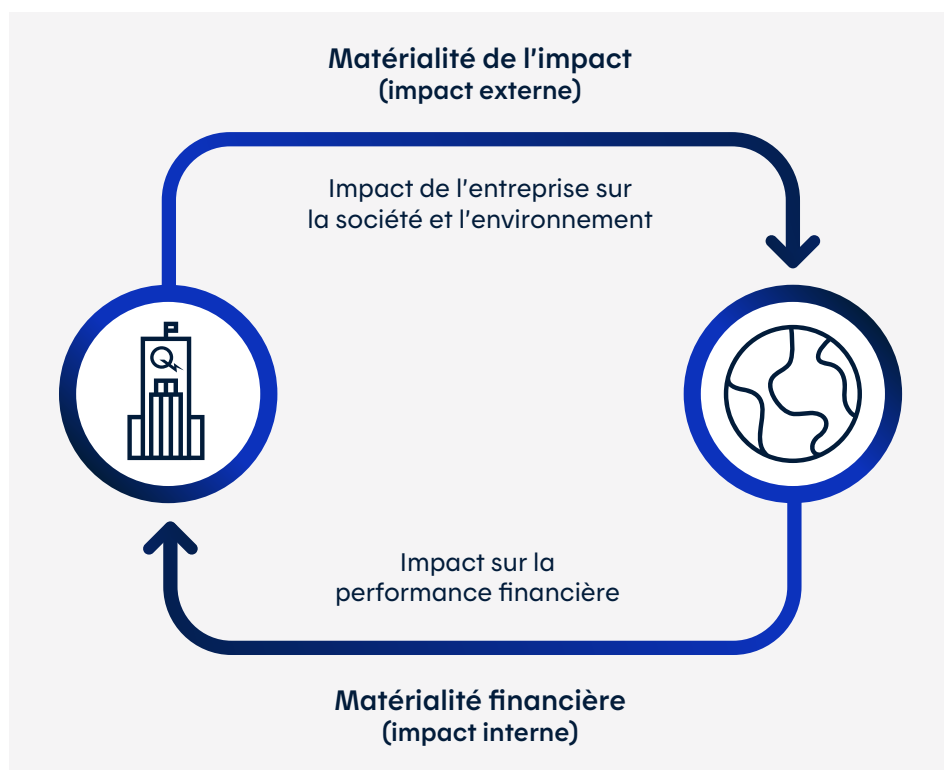 Matérialité de l’impact
(impact externe)
Impact de l’entreprise sur
la société et l’environnement
Impact sur la
performance financière
Matérialité financière
(impact interne)